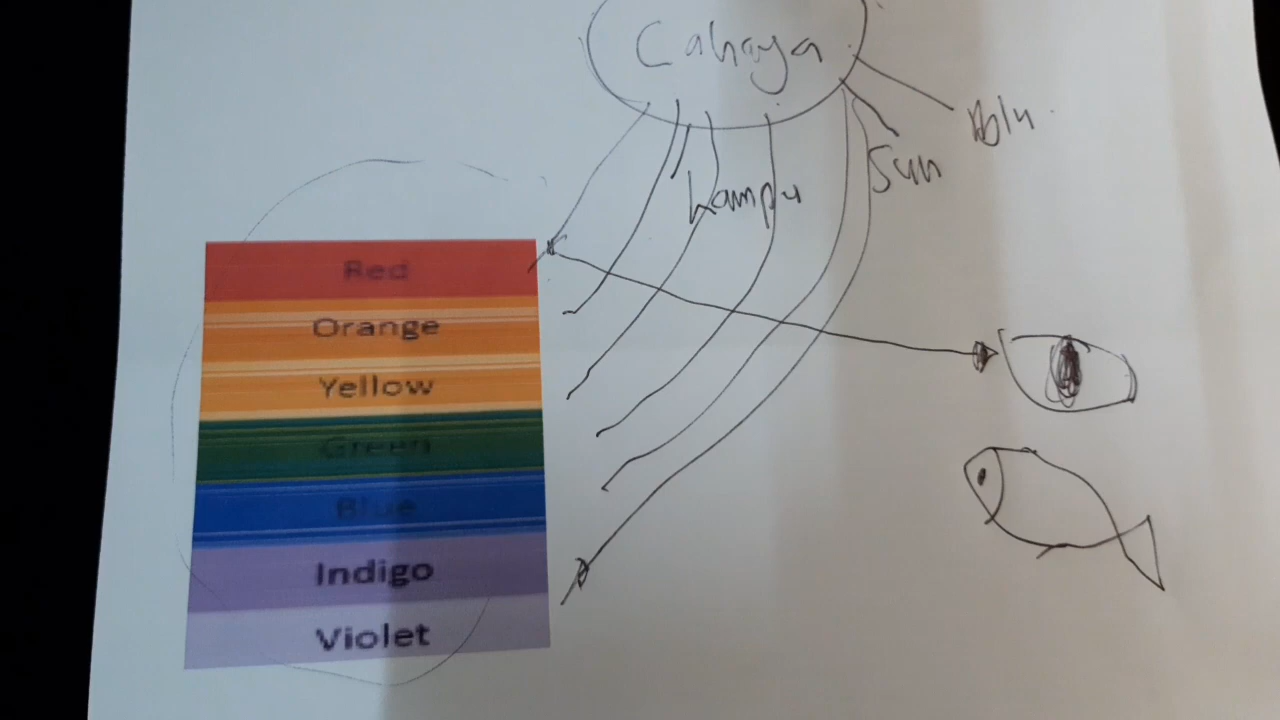 Cahaya
Sun
Lampu
Red
Orange
Yellow
Green
Blue
Indigo
Violet